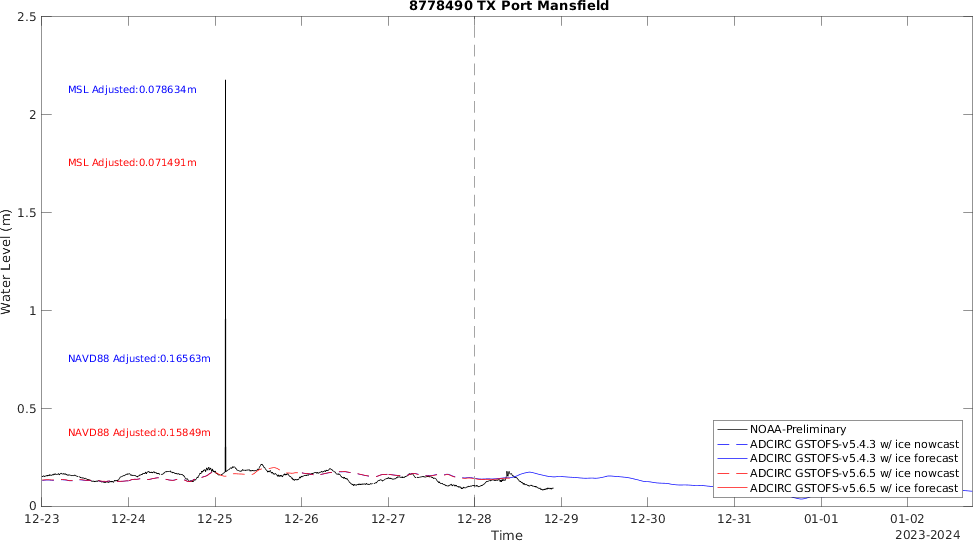 8778490 TX Port Mansfield
2.5
2
1.5
1
0.5
0
Water Level (m)
MSL Adjusted:0.078634m
MSL Adjusted:0.071491m
NAVD88 Adjusted:0.16563m
NAVD88 Adjusted:0.15849m
NOAA-Preliminary
ADCIRC GSTOFS-v5.4.3 w/ ice nowcast
ADCIRC GSTOFS-v5.4.3 w/ ice forecast
ADCIRC GSTOFS-v5.6.5 w/ ice nowcast
ADCIRC GSTOFS-v5.6.5 w/ ice forecast
12-23 12-24 12-25 12-26 12-27 12-28 12-29 12-30 12-31 01-01 01-02
Time
2023-2024